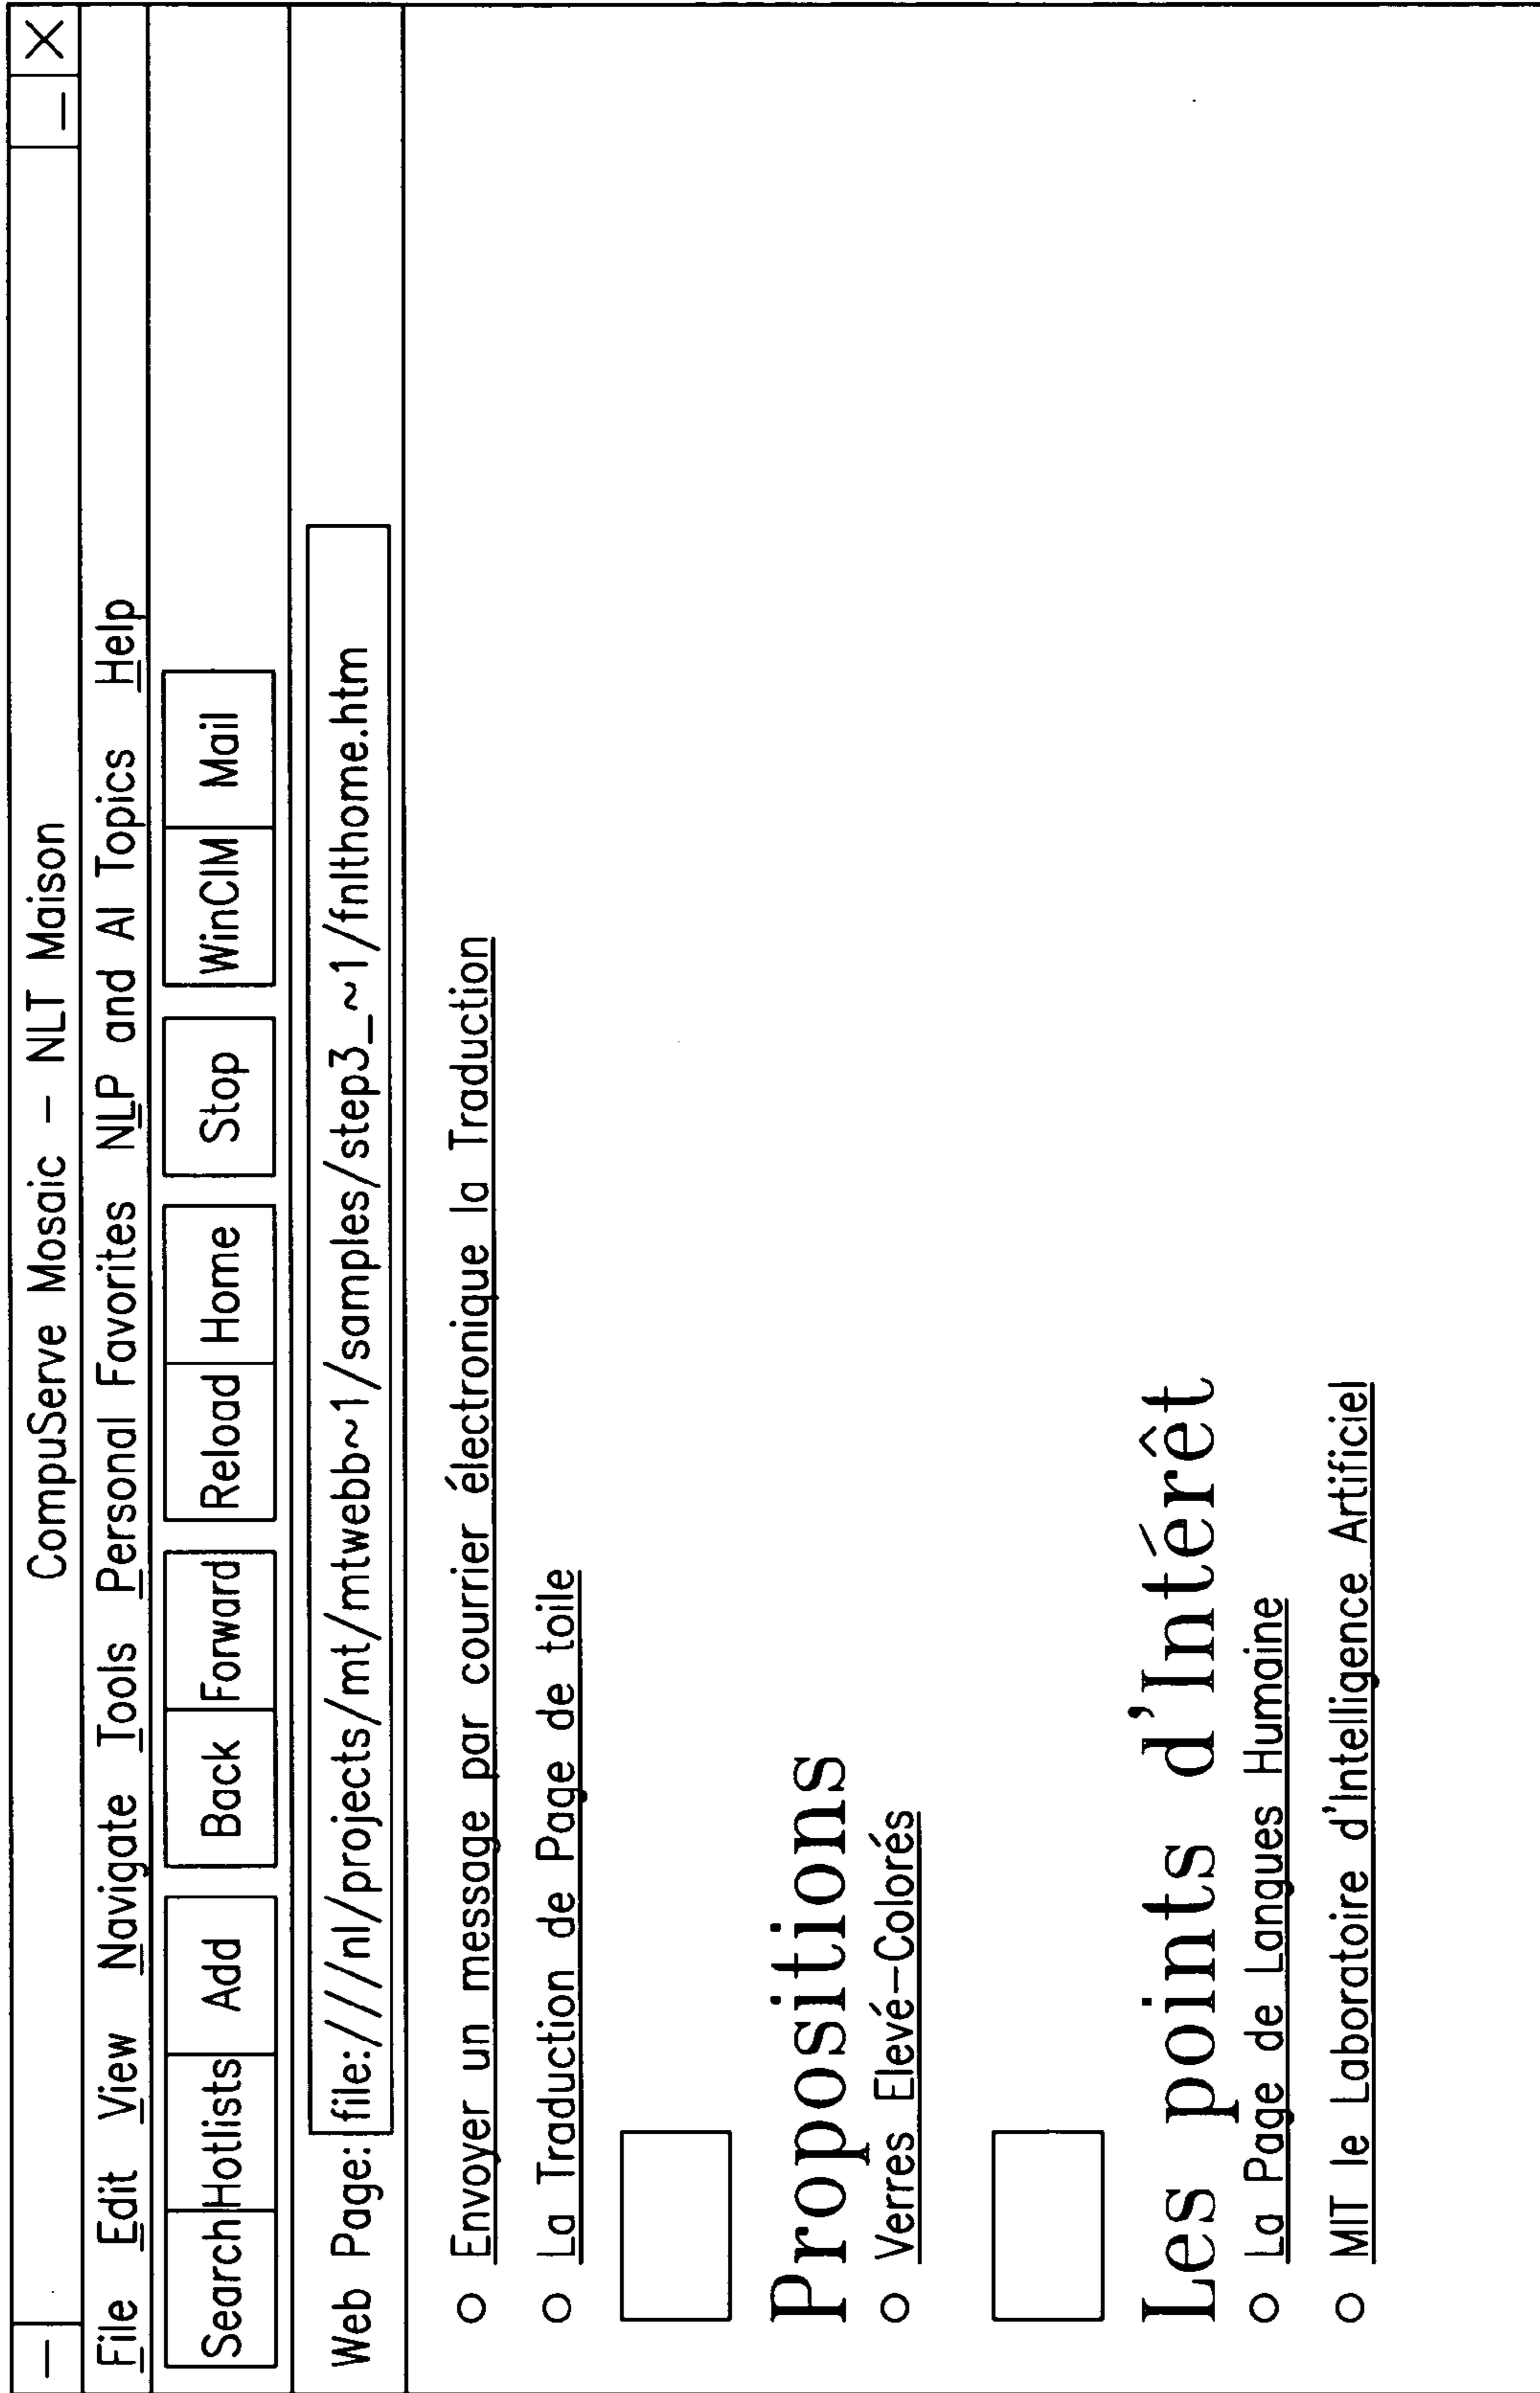 CompuServe Mosaic – NLT Maison
File Edit View Navigate Tools Personal Favorites NLP and AI Topics Help
Search Hotlists Add Back Forward Reload Home Stop WinCIM Mail
Web Page: file:////nl/projects/mt/mtwebb~1/samples/step3_~1/fnlthome.htm
Envoyer un message par courrier électronique la Traduction
La Traduction de Page de toile
Propositions
Verres Elevé-Colorés
Les points d'Intérêt
La Page de Langues Humaine
MIT le Laboratoire d'Intelligence Artificiel